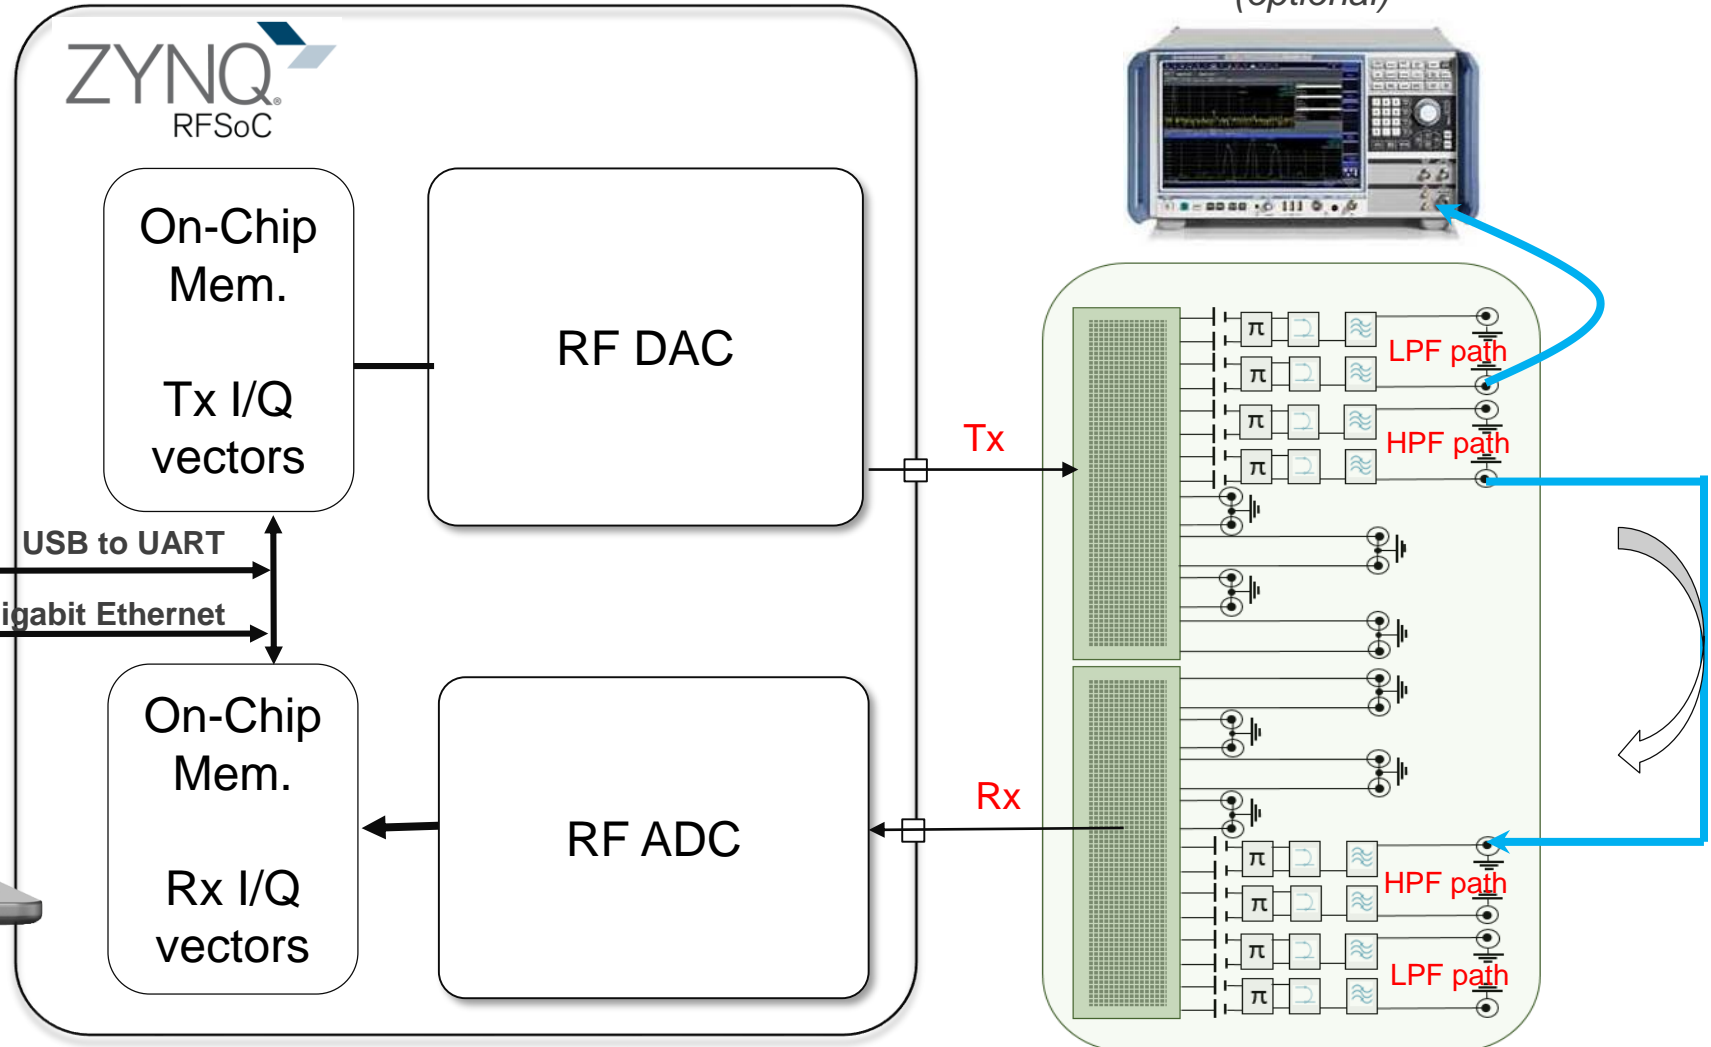 (optional)
ZYNQ®
RFSoC
On-Chip
Mem.
Tx I/Q
vectors
RF DAC
Tx
π
π
π
π
LPF path
HPF path
USB to UART
igabit Ethernet
On-Chip
Mem.
Rx I/Q
vectors
RF ADC
Rx
π
π
π
π
HPF path
LPF path